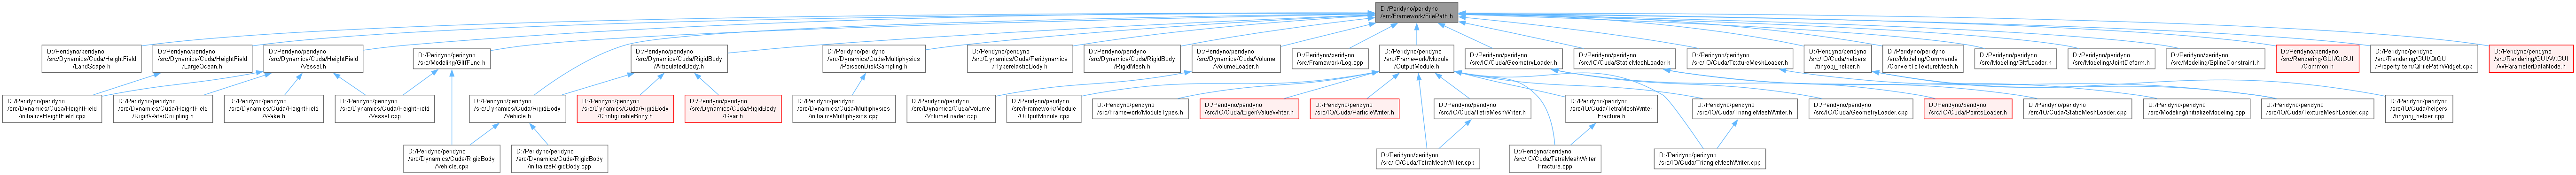 D:/Peridyno/peridyno
/src/Framework/FilePath.h
D:/Peridyno/peridyno
/src/Dynamics/Cuda/HeightField
/LandScape.h
D:/Peridyno/peridyno
/src/Dynamics/Cuda/HeightField
/LargeOcean.h
D:/Peridyno/peridyno
/src/Dynamics/Cuda/HeightField
/Vessel.h
D:/Peridyno/peridyno
/src/Modeling/GltfFunc.h
D:/Peridyno/peridyno
/src/Dynamics/Cuda/RigidBody
/ArticulatedBody.h
D:/Peridyno/peridyno
/src/Dynamics/Cuda/Multiphysics
/PoissonDiskSampling.h
D:/Peridyno/peridyno
/src/Dynamics/Cuda/Peridynamics
/HyperelasticBody.h
D:/Peridyno/peridyno
/src/Dynamics/Cuda/RigidBody
/RigidMesh.h
D:/Peridyno/peridyno
/src/Dynamics/Cuda/Volume
/VolumeLoader.h
D:/Peridyno/peridyno
/src/Framework/Log.cpp
D:/Peridyno/peridyno
/src/Framework/Module
/OutputModule.h
D:/Peridyno/peridyno
/src/IO/Cuda/GeometryLoader.h
D:/Peridyno/peridyno
/src/IO/Cuda/StaticMeshLoader.h
D:/Peridyno/peridyno
/src/IO/Cuda/TextureMeshLoader.h
D:/Peridyno/peridyno
/src/IO/Cuda/helpers
/tinyobj_helper.h
D:/Peridyno/peridyno
/src/Modeling/Commands
/ConvertToTextureMesh.h
D:/Peridyno/peridyno
/src/Modeling/GltfLoader.h
D:/Peridyno/peridyno
/src/Modeling/JointDeform.h
D:/Peridyno/peridyno
/src/Modeling/SplineConstraint.h
D:/Peridyno/peridyno
/src/Rendering/GUI/QtGUI
/Common.h
D:/Peridyno/peridyno
/src/Rendering/GUI/QtGUI
/PropertyItem/QFilePathWidget.cpp
D:/Peridyno/peridyno
/src/Rendering/GUI/WtGUI
/WParameterDataNode.h
D:/Peridyno/peridyno
/src/Dynamics/Cuda/HeightField
/initializeHeightField.cpp
D:/Peridyno/peridyno
/src/Dynamics/Cuda/HeightField
/RigidWaterCoupling.h
D:/Peridyno/peridyno
/src/Dynamics/Cuda/HeightField
/Wake.h
D:/Peridyno/peridyno
/src/Dynamics/Cuda/HeightField
/Vessel.cpp
D:/Peridyno/peridyno
/src/Dynamics/Cuda/RigidBody
/Vehicle.h
D:/Peridyno/peridyno
/src/Dynamics/Cuda/RigidBody
/ConfigurableBody.h
D:/Peridyno/peridyno
/src/Dynamics/Cuda/RigidBody
/Gear.h
D:/Peridyno/peridyno
/src/Dynamics/Cuda/Multiphysics
/initializeMultiphysics.cpp
D:/Peridyno/peridyno
/src/Dynamics/Cuda/Volume
/VolumeLoader.cpp
D:/Peridyno/peridyno
/src/Framework/Module
/OutputModule.cpp
D:/Peridyno/peridyno
/src/Framework/ModuleTypes.h
D:/Peridyno/peridyno
/src/IO/Cuda/EigenValueWriter.h
D:/Peridyno/peridyno
/src/IO/Cuda/ParticleWriter.h
D:/Peridyno/peridyno
/src/IO/Cuda/TetraMeshWriter.h
D:/Peridyno/peridyno
/src/IO/Cuda/TetraMeshWriter
Fracture.h
D:/Peridyno/peridyno
/src/IO/Cuda/TriangleMeshWriter.h
D:/Peridyno/peridyno
/src/IO/Cuda/GeometryLoader.cpp
D:/Peridyno/peridyno
/src/IO/Cuda/PointsLoader.h
D:/Peridyno/peridyno
/src/IO/Cuda/StaticMeshLoader.cpp
D:/Peridyno/peridyno
/src/Modeling/initializeModeling.cpp
D:/Peridyno/peridyno
/src/IO/Cuda/TextureMeshLoader.cpp
D:/Peridyno/peridyno
/src/IO/Cuda/helpers
/tinyobj_helper.cpp
D:/Peridyno/peridyno
/src/Dynamics/Cuda/RigidBody
/Vehicle.cpp
D:/Peridyno/peridyno
/src/Dynamics/Cuda/RigidBody
/initializeRigidBody.cpp
D:/Peridyno/peridyno
/src/IO/Cuda/TetraMeshWriter.cpp
D:/Peridyno/peridyno
/src/IO/Cuda/TetraMeshWriter
Fracture.cpp
D:/Peridyno/peridyno
/src/IO/Cuda/TriangleMeshWriter.cpp